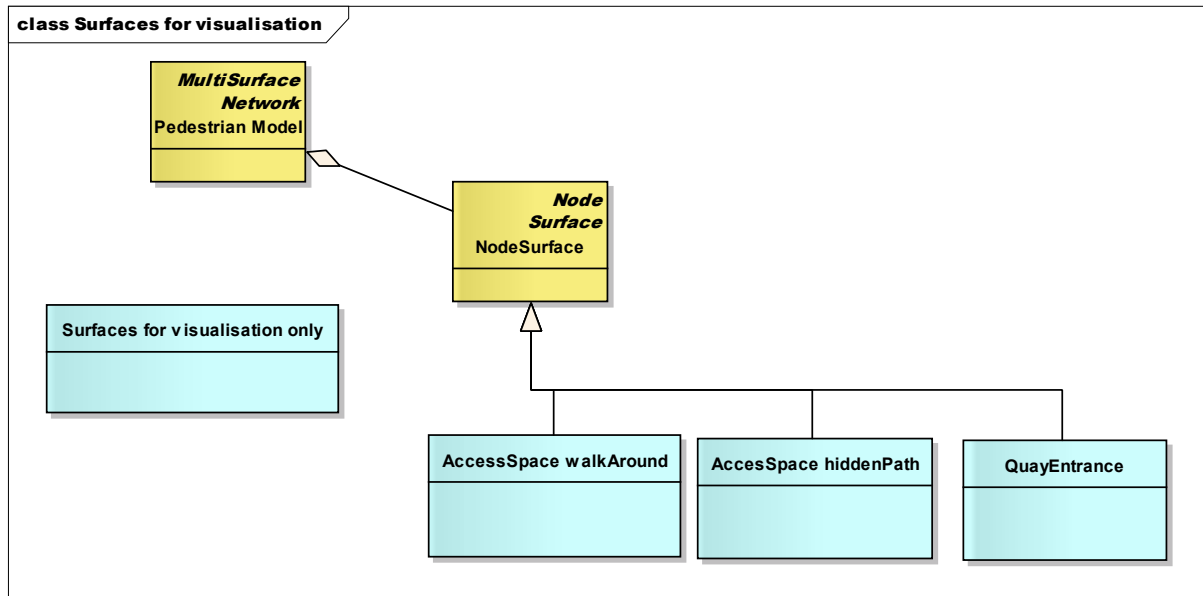 class Surfaces for visualisation
MultiSurface
Network
Pedestrian Model
Node
Surface
NodeSurface
Surfaces for visualisation only
AccessSpace walkAround
AccesSpace hiddenPath
QuayEntrance